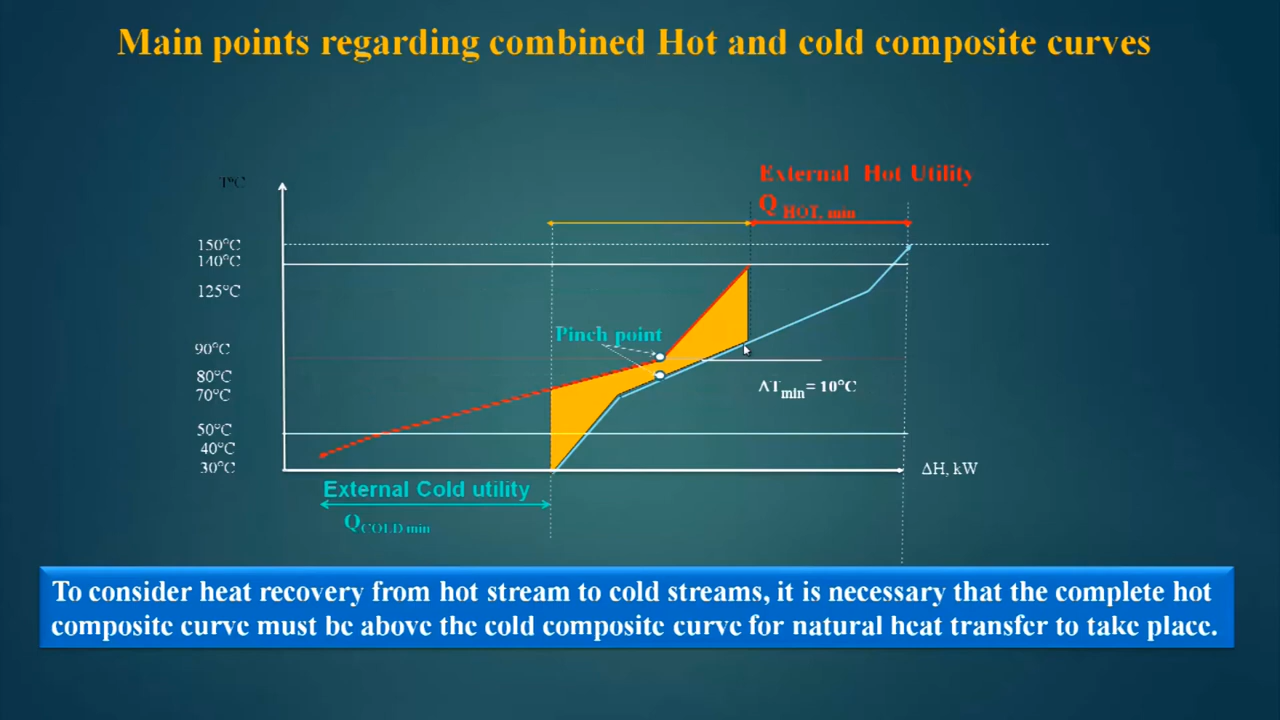 Main points regarding combined Hot and cold composite curves
External Hot Utility
Q HOT, min
T°C
150°C
140°C
125°C
Pinch point
90°C
80°C
ΔTmin= 10°C
70°C
50°C
40°C
30°C
ΔH, kW
External Cold utility
QCOLD min
To consider heat recovery from hot stream to cold streams, it is necessary that the complete hot
composite curve must be above the cold composite curve for natural heat transfer to take place.